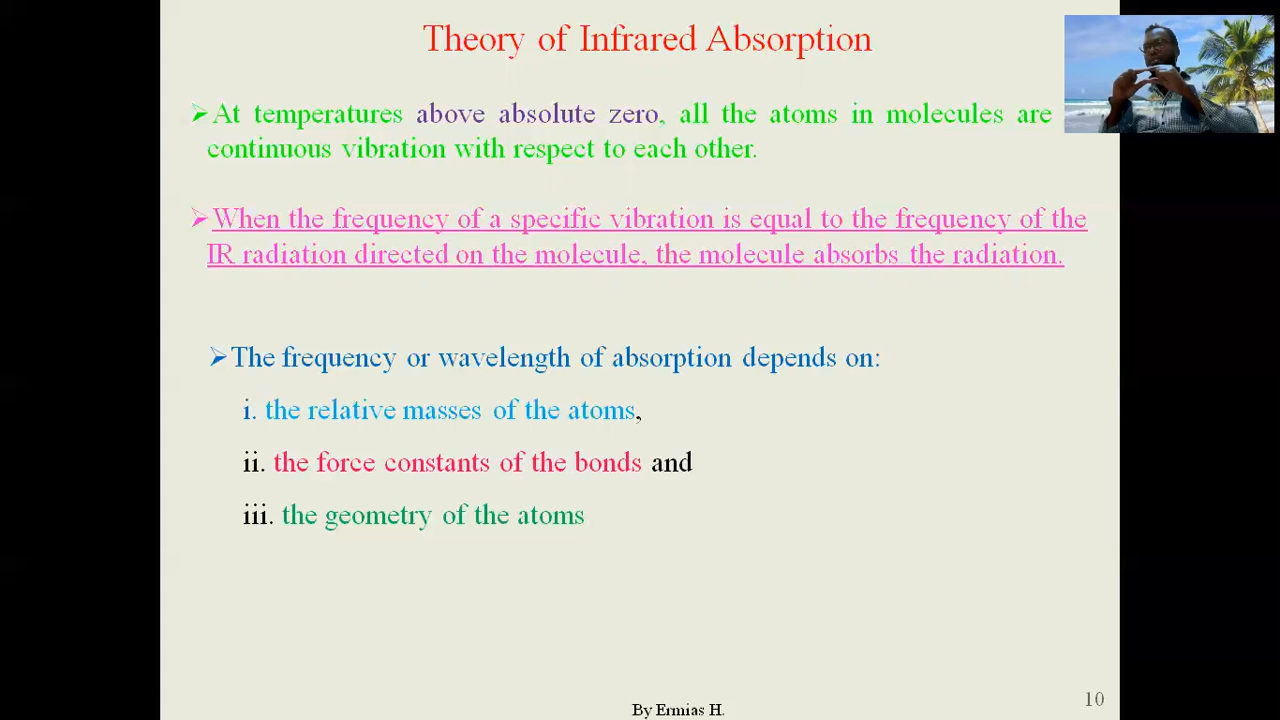 Theory of Infrared Absorption
➢At temperatures above absolute zero, all the atoms in molecules are
continuous vibration with respect to each other.
➢When the frequency of a specific vibration is equal to the frequency of the
IR radiation directed on the molecule, the molecule absorbs the radiation.
➢The frequency or wavelength of absorption depends on:
i. the relative masses of the atoms,
ii. the force constants of the bonds and
iii. the geometry of the atoms
By Ermias H.
10